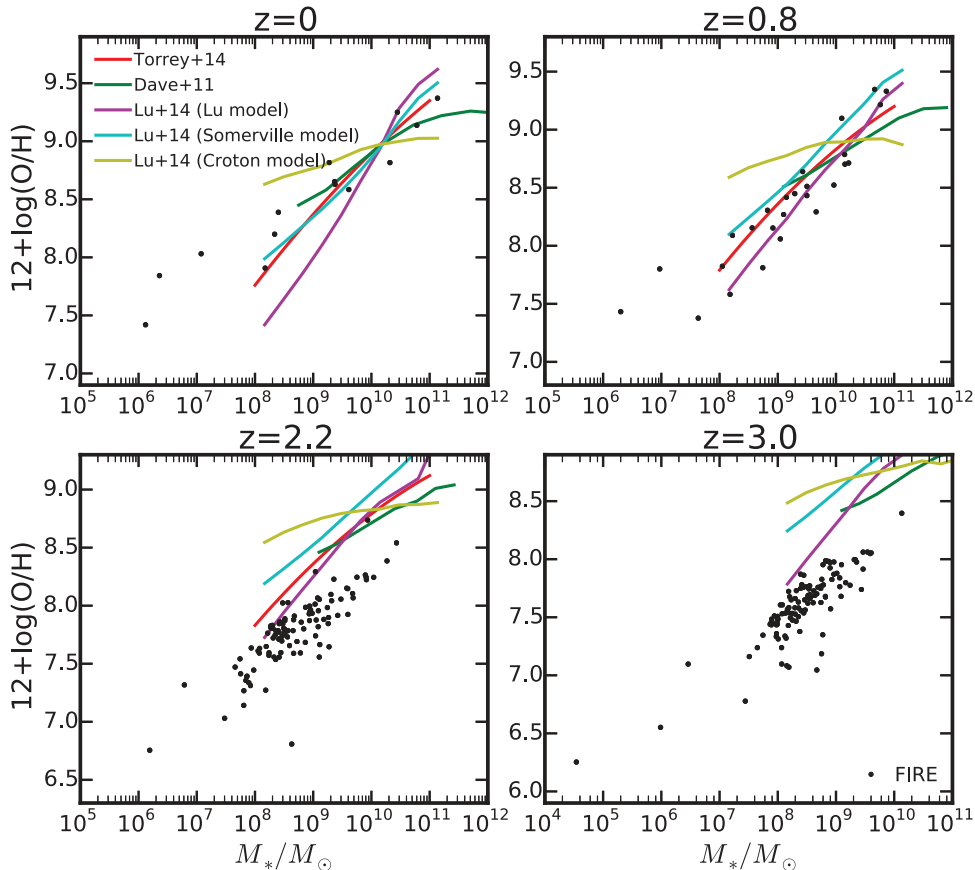 z=0
z=0.8
12+log(O/H)
9.5
9.0
8.5
8.0
7.5
7.0
Torrey+14
Dave+11
Lu+14 (Lu model)
Lu+14 (Somerville model)
Lu+14 (Croton model)
10^5 10^6 10^7 10^8 10^9 10^10 10^11 10^12
9.5
9.0
8.5
8.0
7.5
7.0
10^5 10^6 10^7 10^8 10^9 10^10 10^11 10^12
z=2.2
z=3.0
12+log(O/H)
9.0
8.5
8.0
7.5
7.0
6.5
10^5 10^6 10^7 10^8 10^9 10^10 10^11 10^12
M_*/M_⊙
8.5
8.0
7.5
7.0
6.5
6.0
FIRE
10^4 10^5 10^6 10^7 10^8 10^9 10^10 10^11
M_*/M_⊙